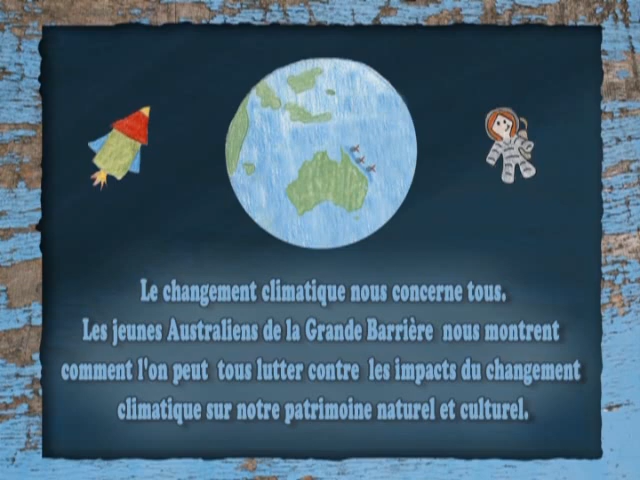 Le changement climatique nous concerne tous.
Les jeunes Australiens de la Grande Barrière nous montrent
comment l'on peut tous lutter contre les impacts du changement
climatique sur notre patrimoine naturel et culturel.